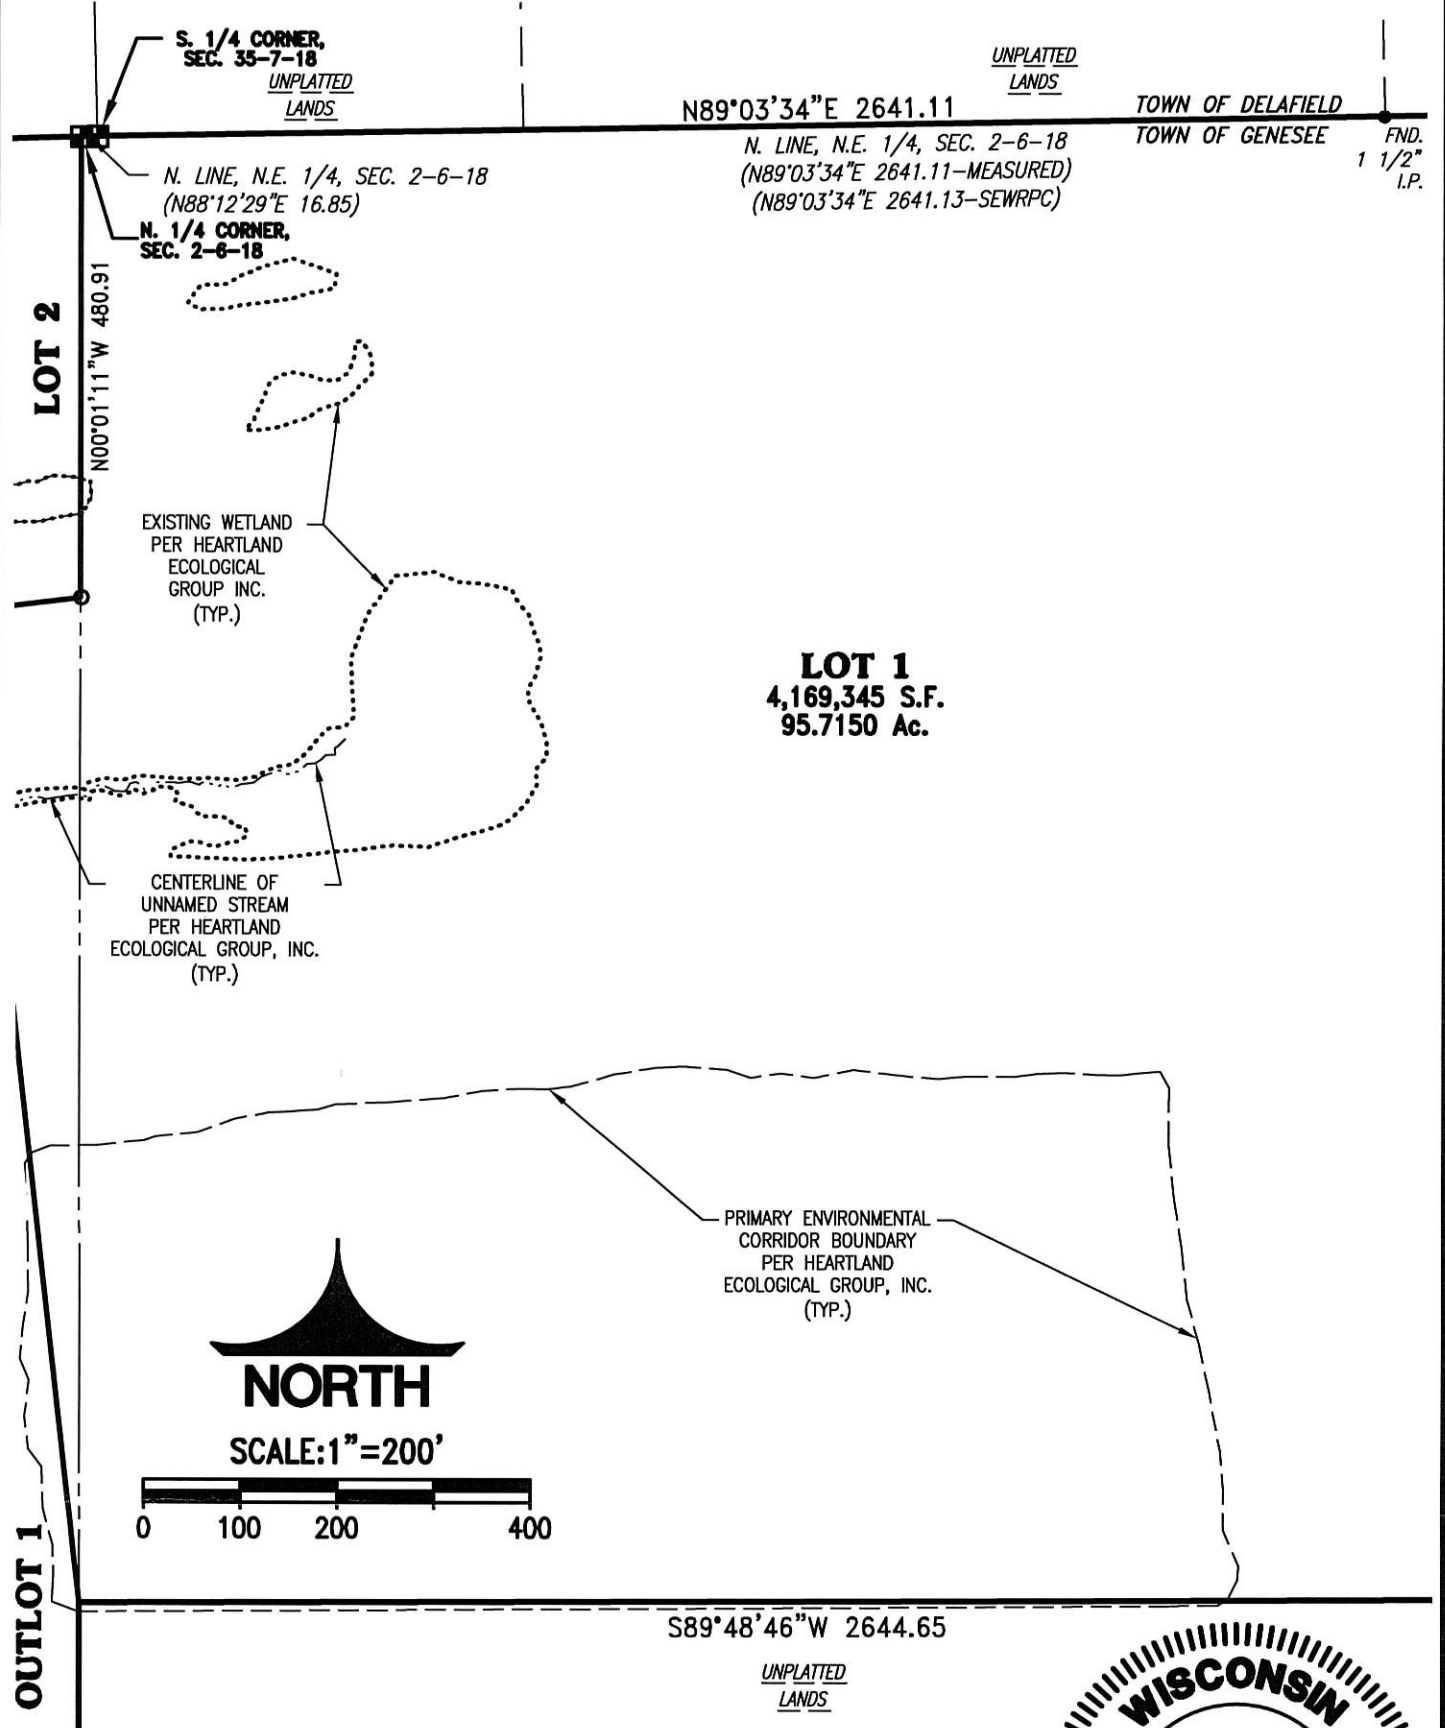 S. 1/4 CORNER,
SEC. 35-7-18
UNPLATTED
LANDS
UNPLATTED
LANDS
N89°03'34"E 2641.11
TOWN OF DELAFIELD
TOWN OF GENESEE
FND.
1 1/2"
I.P.
N. LINE, N.E. 1/4, SEC. 2-6-18
(N89°03'34"E 2641.11-MEASURED)
(N89°03'34"E 2641.13-SEWRPC)
N. LINE, N.E. 1/4, SEC. 2-6-18
(N88°12'29"E 16.85)
N. 1/4 CORNER,
SEC. 2-6-18
LOT 2
N00°01'11"W 480.91
EXISTING WETLAND
PER HEARTLAND
ECOLOGICAL
GROUP INC.
(TYP.)
LOT 1
4,169,345 S.F.
95.7150 Ac.
CENTERLINE OF
UNNAMED STREAM
PER HEARTLAND
ECOLOGICAL GROUP, INC.
(TYP.)
PRIMARY ENVIRONMENTAL
CORRIDOR BOUNDARY
PER HEARTLAND
ECOLOGICAL GROUP, INC.
(TYP.)
NORTH
SCALE:1"=200'
0 100 200 400
OUTLOT 1
S89°48'46"W 2644.65
UNPLATTED
LANDS
WISCONSIN